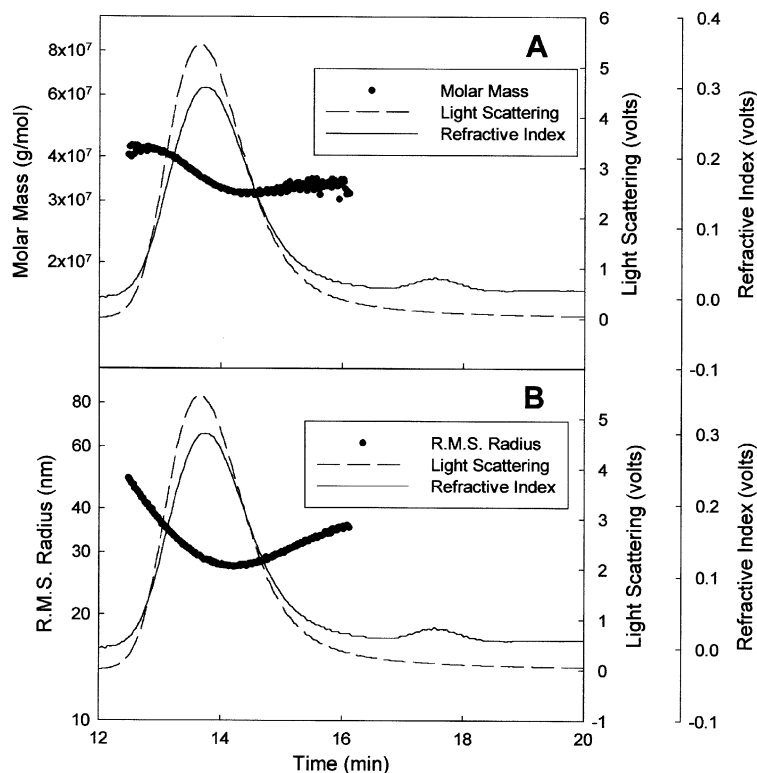 A
8x10⁷
6x10⁷
4x10⁷
3x10⁷
2x10⁷
Molar Mass (g/mol)
Molar Mass
Light Scattering
Refractive Index
6
5
4
3
2
1
0
Light Scattering (volts)
0.4
0.3
0.2
0.1
0.0
-0.1
Refractive Index (volts)
B
80
60
40
30
20
10
R.M.S. Radius (nm)
R.M.S. Radius
Light Scattering
Refractive Index
5
4
3
2
1
0
-1
Light Scattering (volts)
0.3
0.2
0.1
0.0
-0.1
Refractive Index (volts)
12 14 16 18 20
Time (min)